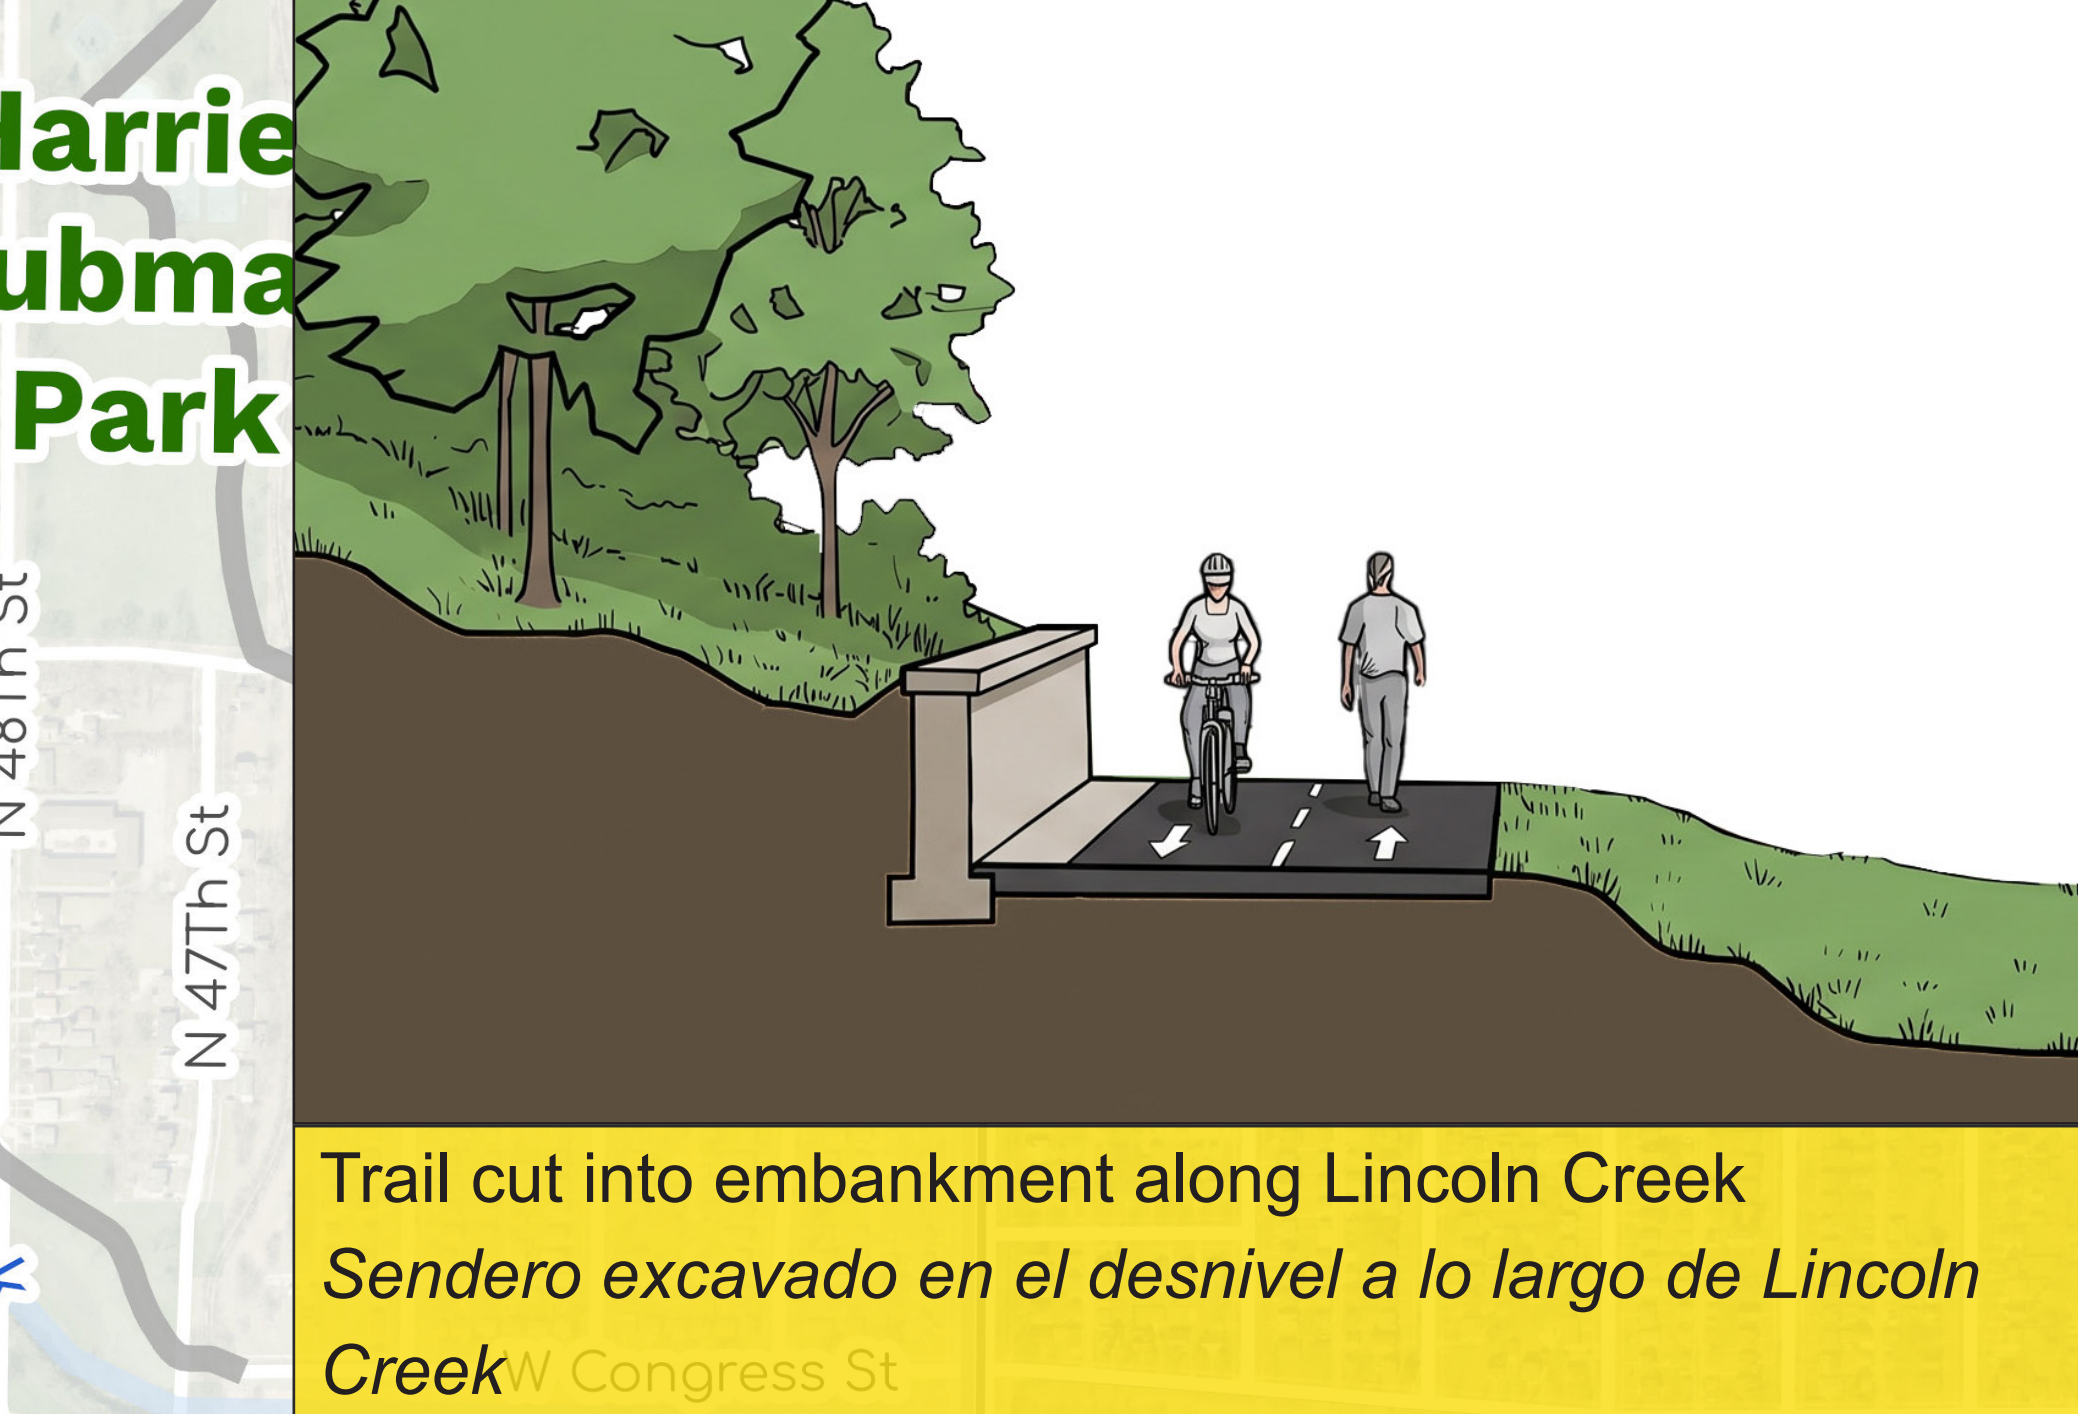 Harrie
ubma
Park
N 48Th St
N 47Th St
Trail cut into embankment along Lincoln Creek
Sendero excavado en el desnivel a lo largo de Lincoln
Creek
W Congress St
k